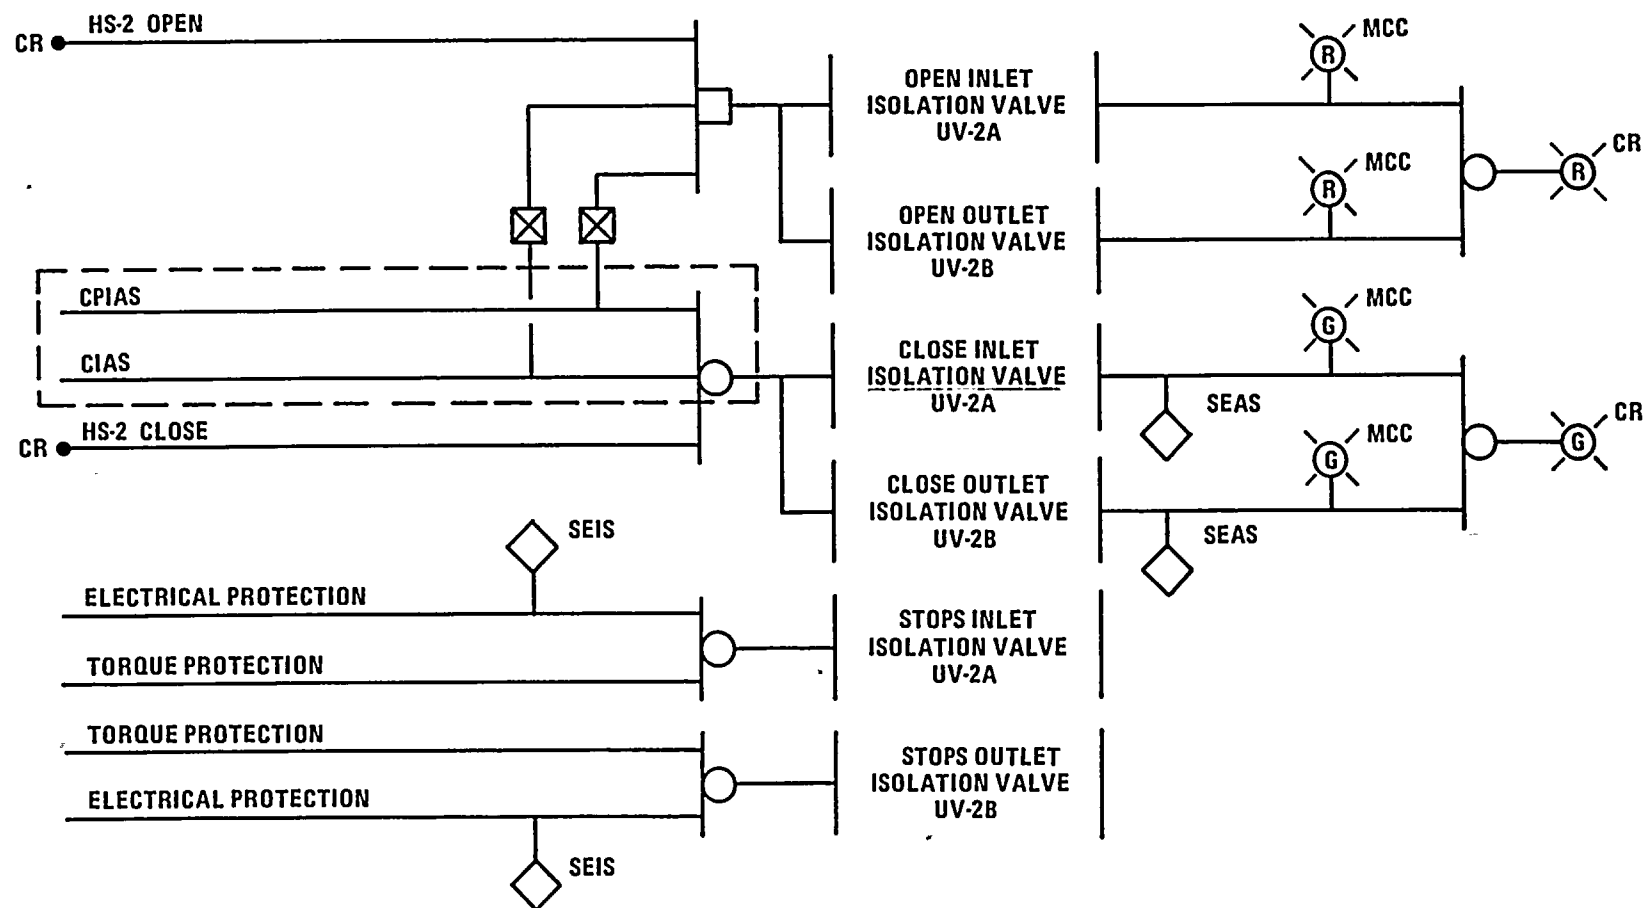 HS-2 OPEN
CR
OPEN INLET
ISOLATION VALVE
UV-2A
R
MCC
R
CR
OPEN OUTLET
ISOLATION VALVE
UV-2B
R
MCC
CPIAS
CIAS
CLOSE INLET
ISOLATION VALVE
UV-2A
G
MCC
SEAS
G
CR
CR
HS-2 CLOSE
CLOSE OUTLET
ISOLATION VALVE
UV-2B
G
MCC
SEAS
SEIS
ELECTRICAL PROTECTION
TORQUE PROTECTION
STOPS INLET
ISOLATION VALVE
UV-2A
TORQUE PROTECTION
ELECTRICAL PROTECTION
STOPS OUTLET
ISOLATION VALVE
UV-2B
SEIS